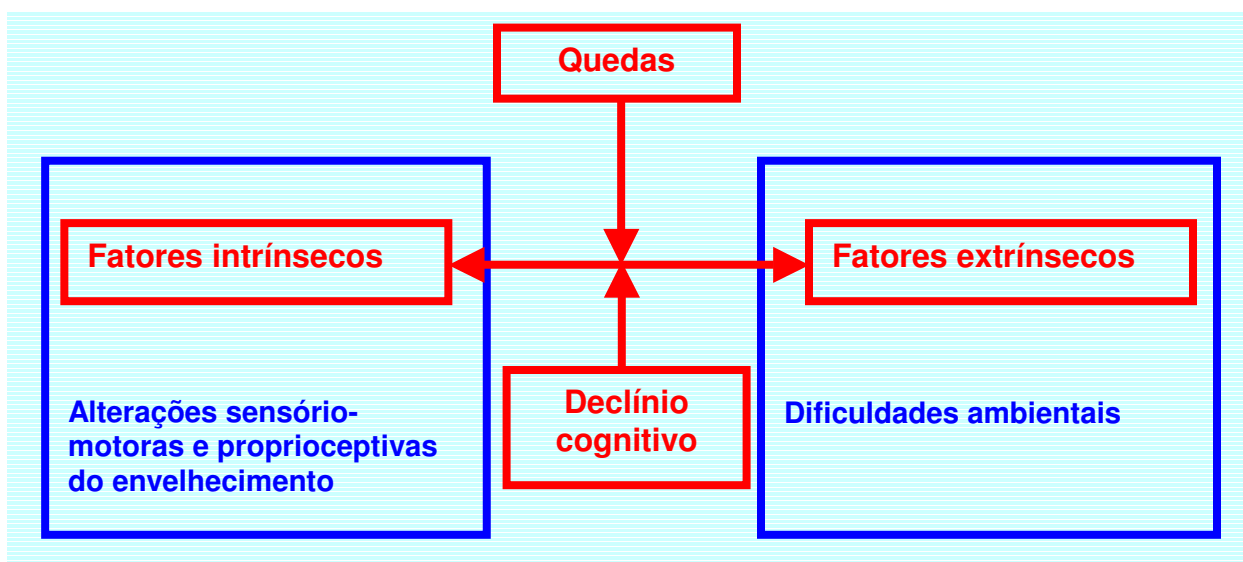 Quedas
Fatores intrínsecos
Fatores extrínsecos
Alterações sensório-
motoras e proprioceptivas
do envelhecimento
Declínio
cognitivo
Dificuldades ambientais